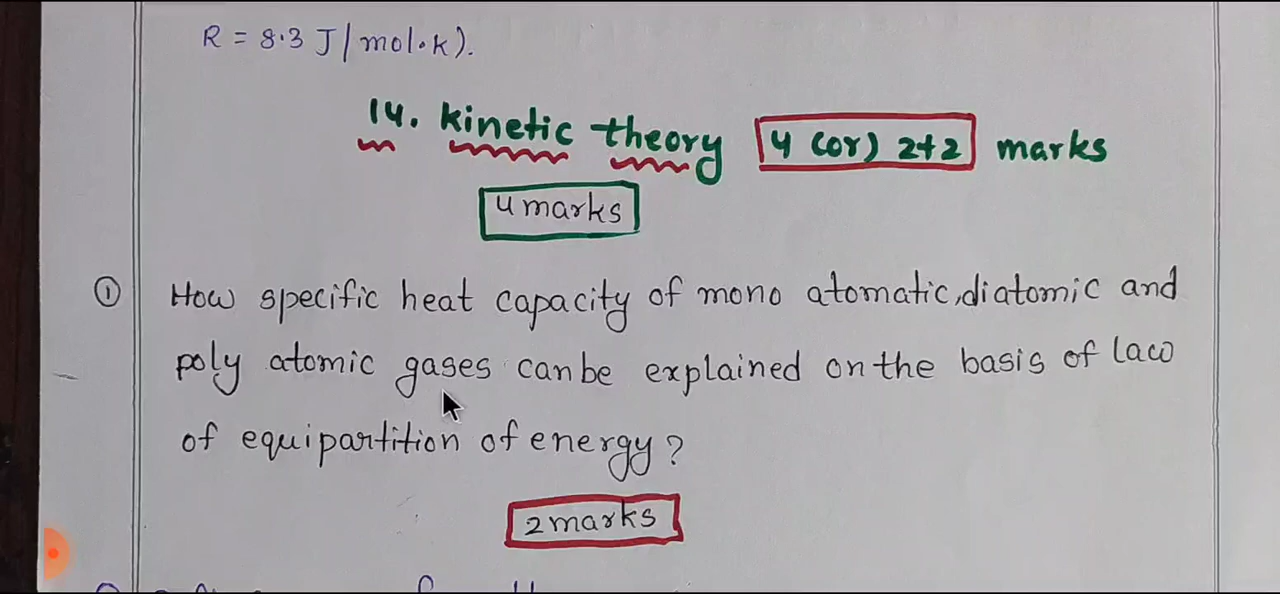 R = 8.3 J/mol.k).
14. kinetic theory 4 (or) 2+2 marks
4 marks
① How specific heat capacity of mono atomatic, diatomic and
poly atomic gases can be explained on the basis of law
of equipartition of energy?
2 marks